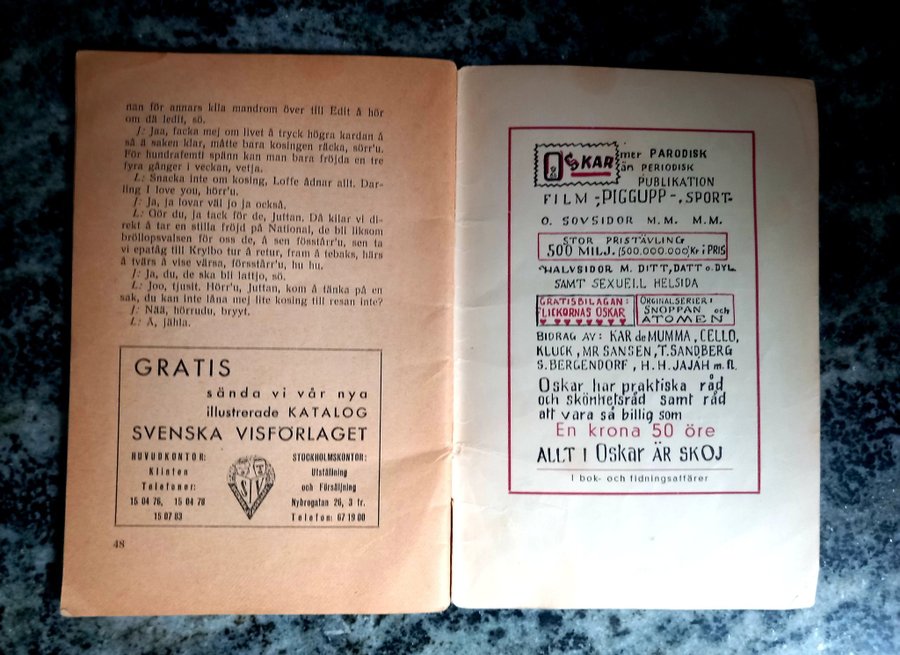 nan för annars kila mandrom över till Edit å hör
om dä ledit, sö.
J: Jaa, facka mej om livet å tryck högra kardan å
så ä saken klar, måtte bara kosingen räcka, sörr'u.
För hundrafemti spänn kan man bara fröjda en tre
fyra gånger i veckan, vetja.
L: Snacka inte om kosing, Loffe ådnar allt. Dar-
ling I love you, hörr'u.
J: Ja, ja lovar väl jo ja också.
L: Gör du, ja tack för de, Juttan. Då kilar vi di-
rekt å tar en stilla fröjd på National, de bli liksom
bröllopsvalsen för oss de, å sen fösstårr'u, sen ta
vi epatåg till Krylbo tur å retur, fram å tebaks, härs
å tvärs å vise värsa, försstårr'u, hu hu.
J: Ja, du, de ska bli lattjo, sö.
L: Joo, tjusit. Hörr'u, Juttan, kom å tänka på en
sak, du kan inte låna mej lite kosing till resan inte?
J: Nää, hörrudu, bryyt.
L: Å, jähla.
GRATIS
sända vi vår nya
illustrerade KATALOG
SVENSKA VISFÖRLAGET
HUVUDKONTOR:
Klinten
Telefoner:
15 04 76, 15 04 78
15 07 83
STOCKHOLMSKONTOR:
Utställning
och Försäljning
Nybrogatan 26, 3 tr.
Telefon: 67 19 00
48
OSKAR mer PARODISK
än PERIODISK
PUBLIKATION
FILM-,PIGGUPP-, SPORT-
O. SOVSIDOR M.M. M.M.
STOR PRISTÄVLING
500 MILJ. (500.000.000) Kr i PRIS
HALVSIDOR M. DITT, DATT o. DYL.
SAMT SEXUELL HELSIDA
GRATISBILAGAN:
FLICKORNAS OSKAR
ORGINALSERIER:
SNOPPAN och
ATOMEN
BIDRAG AV: KAR de MUMMA, CELLO,
KLUCK, MR SANSEN, T. SANDBERG
S. BERGENDORF, H.H. JAJAH m. fl.
Oskar har praktiska råd
och skönhetsråd samt råd
att vara så billig som
En krona 50 öre
ALLT I OSKAR ÄR SKOJ
I bok- och tidningsaffärer